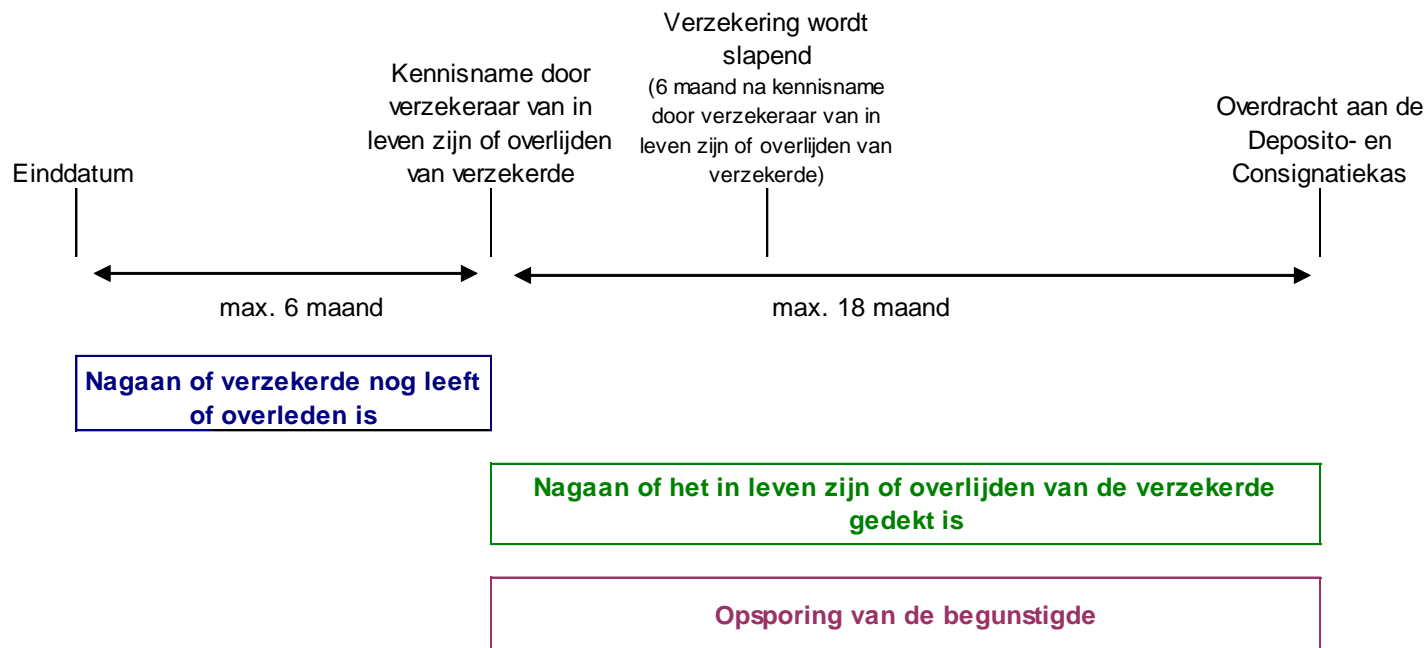 Einddatum
Kennisname door
verzekeraar van in
leven zijn of overlijden
van verzekerde
Verzekering wordt
slapend
(6 maand na kennisname
door verzekeraar van in
leven zijn of overlijden van
verzekerde)
Overdracht aan de
Deposito- en
Consignatiekas
max. 6 maand
max. 18 maand
Nagaan of verzekerde nog leeft
of overleden is
Nagaan of het in leven zijn of overlijden van de verzekerde
gedekt is
Opsporing van de begunstigde